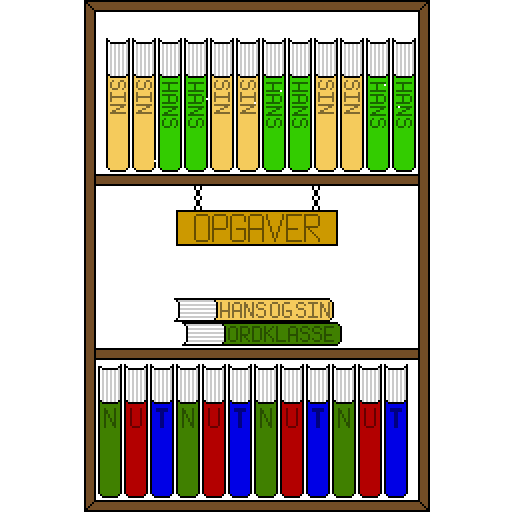 SIN SIN HANS HANS SIN SIN HANS HANS SIN SIN HANS HANS
OPGAVER
HANSOGSIN
ORDKLASSE
N U T N U T N U T N U T